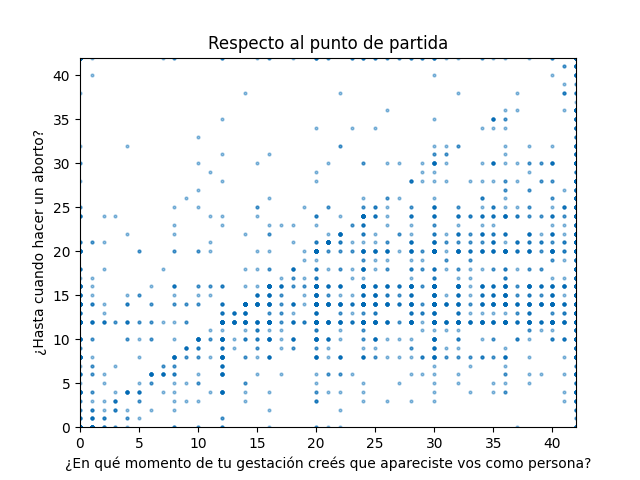 Respecto al punto de partida
40
35
30
25
20
15
10
5
0
¿Hasta cuando hacer un aborto?
0 5 10 15 20 25 30 35 40
¿En qué momento de tu gestación creés que apareciste vos como persona?